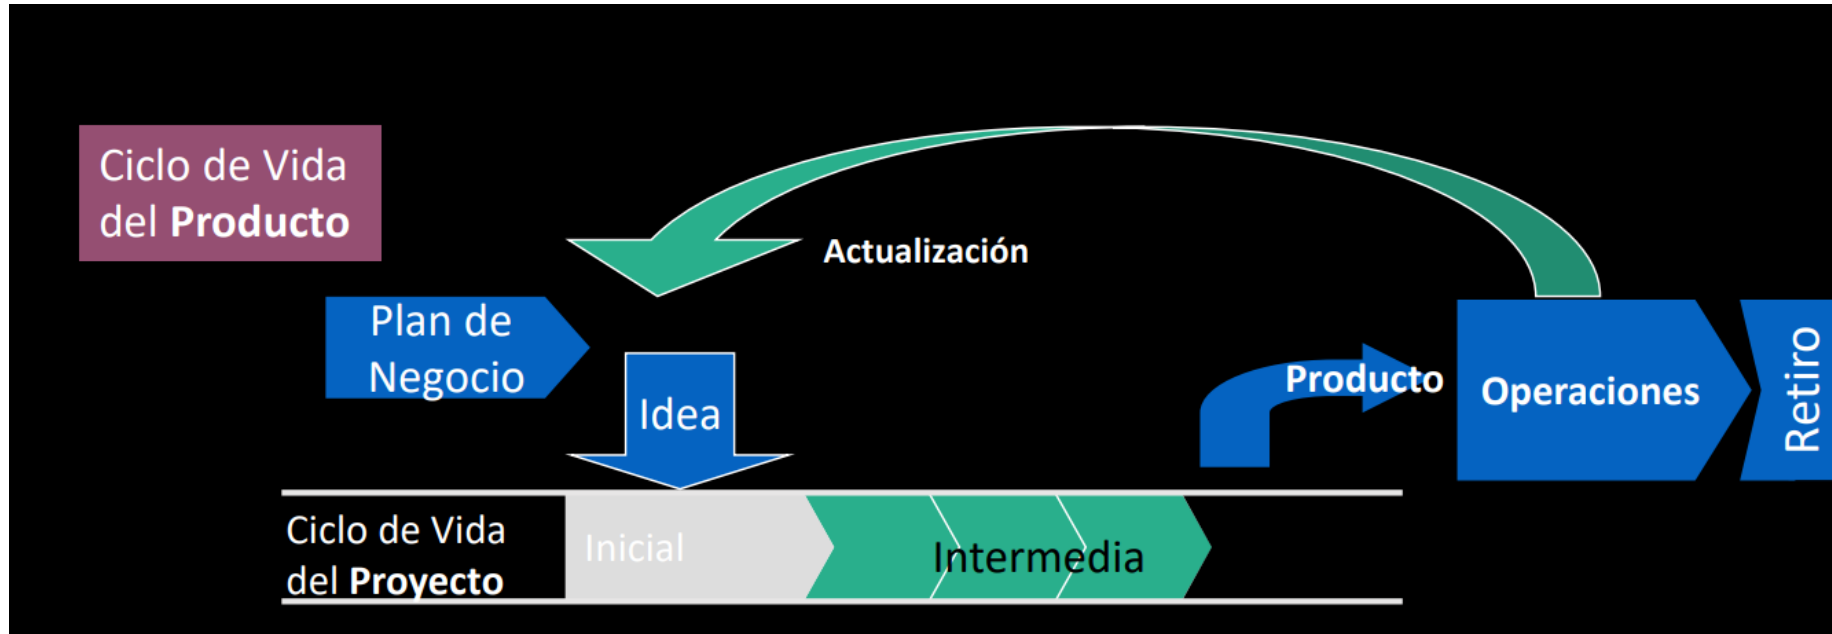 Ciclo de Vida
del Producto
Actualización
Plan de
Negocio
Idea
Producto
Operaciones
Retiro
Ciclo de Vida
del Proyecto
Inicial
Intermedia